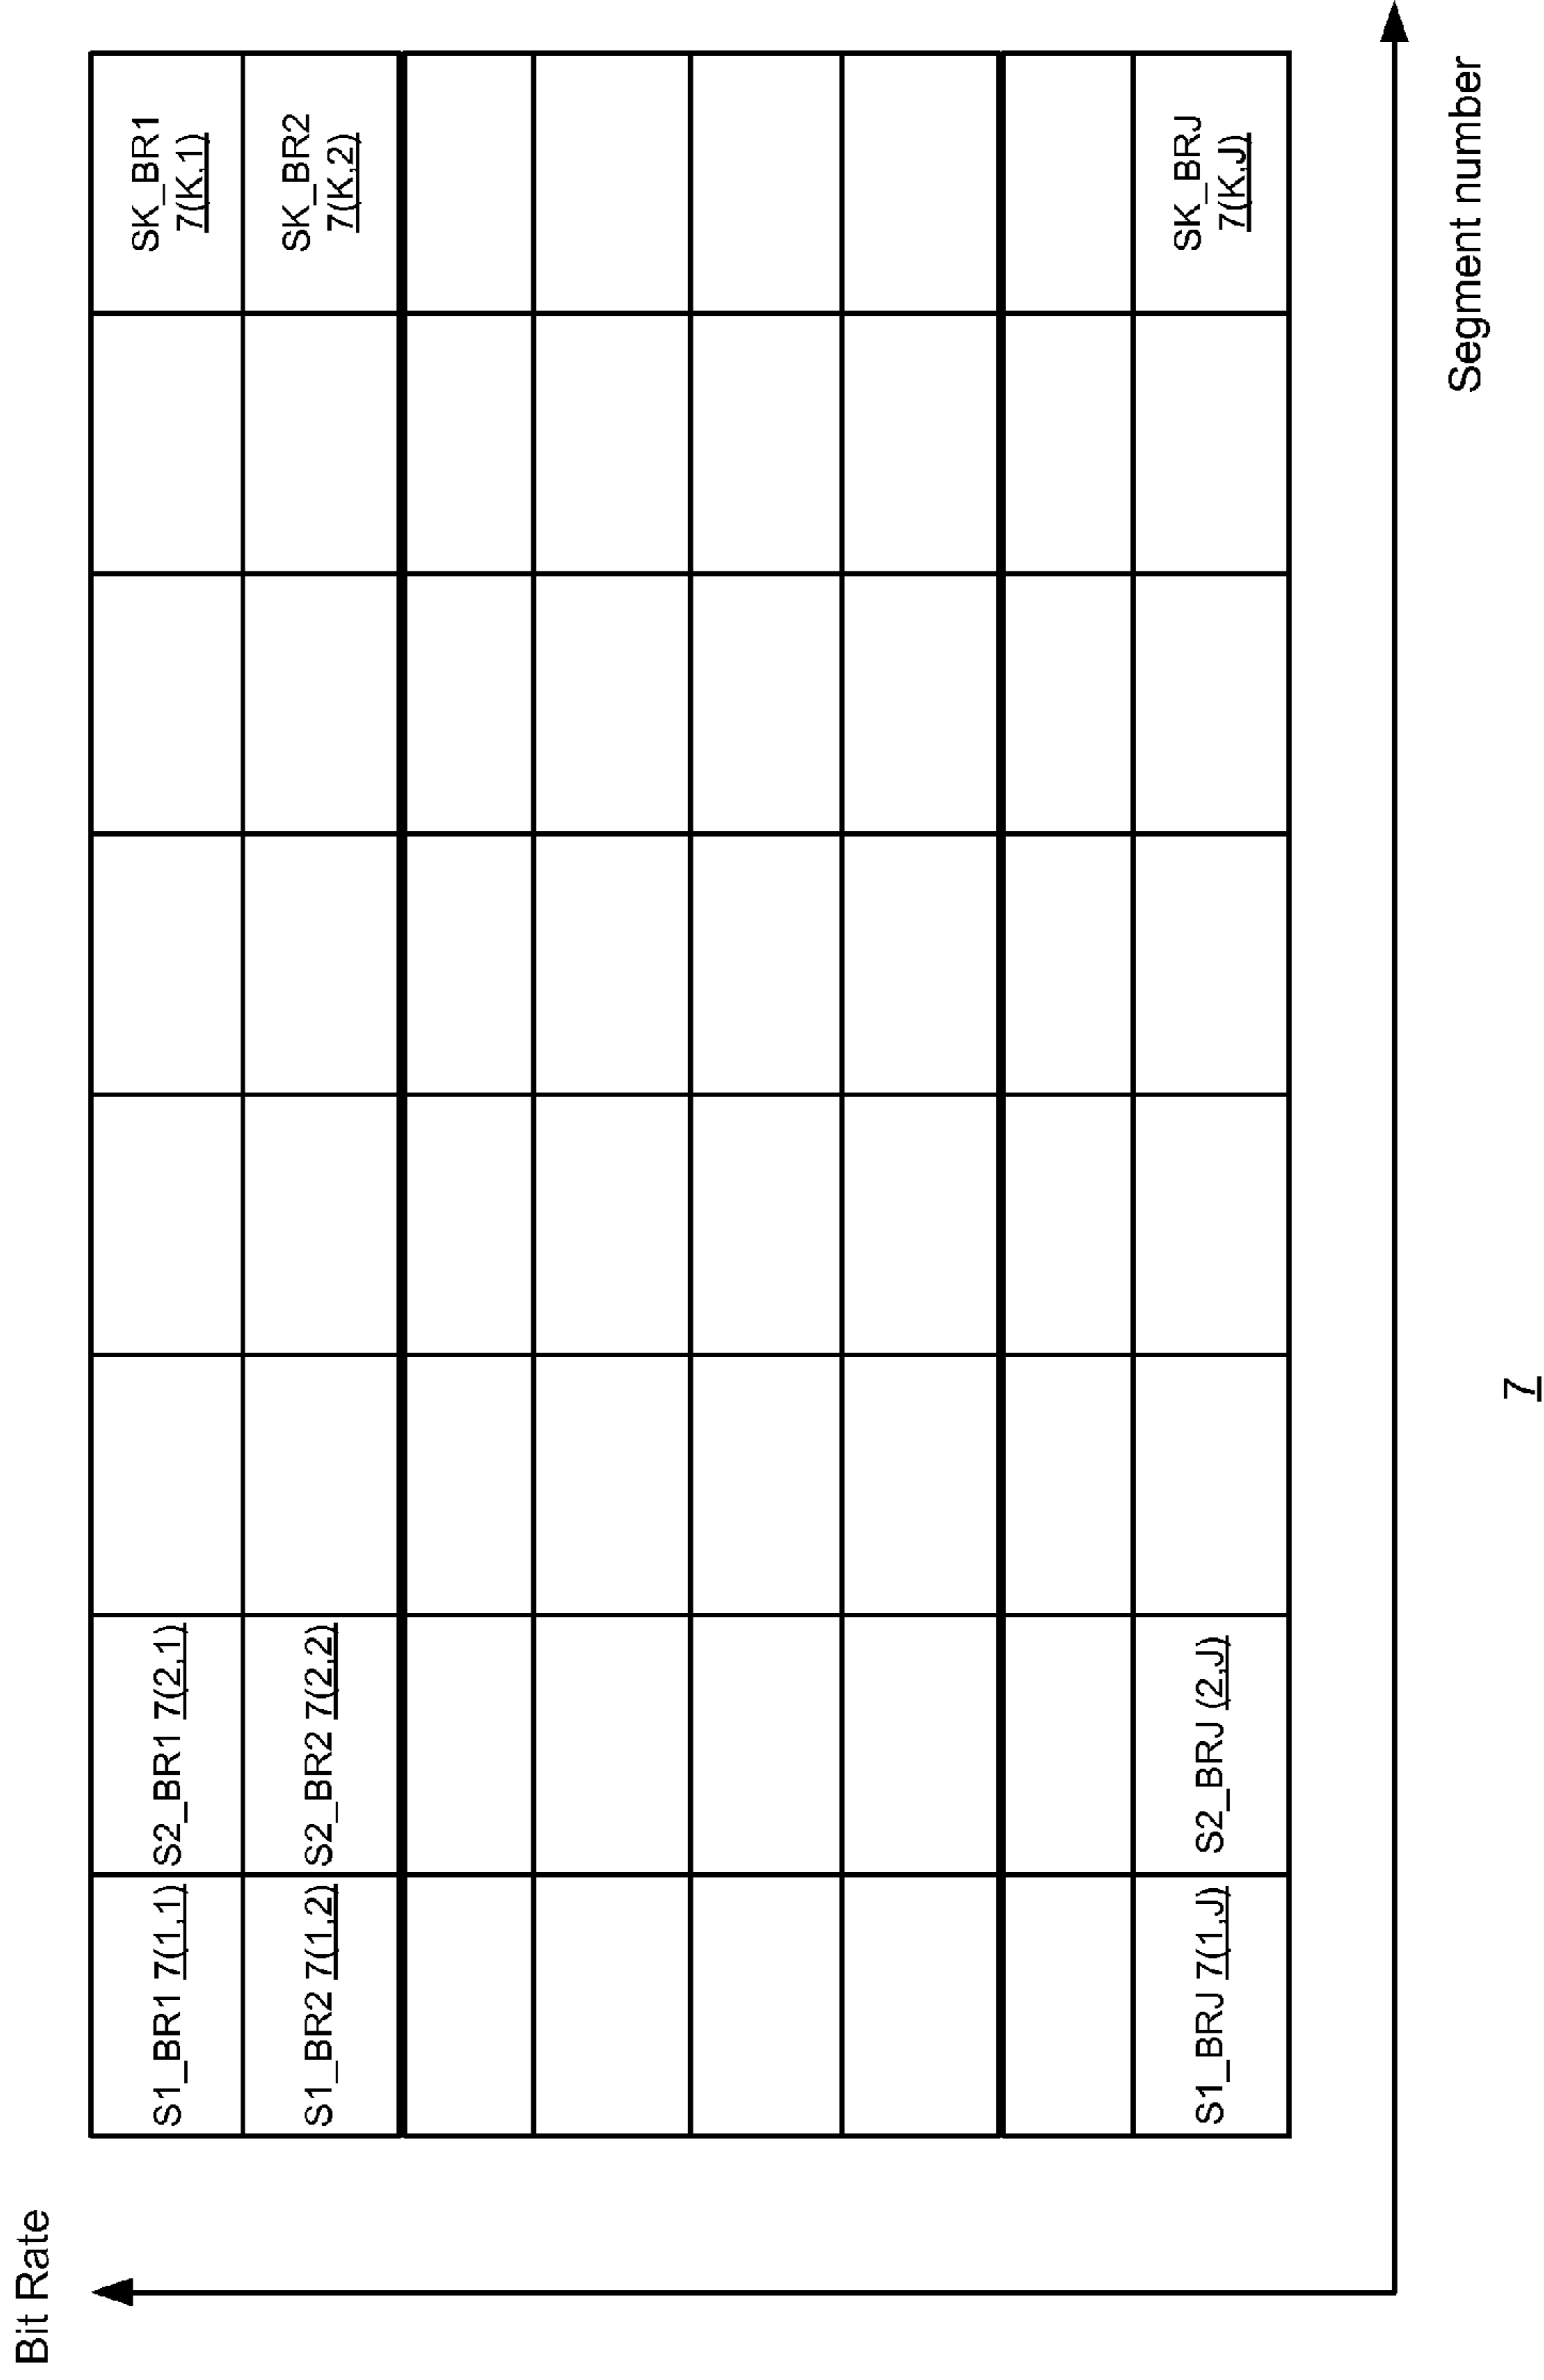 Bit Rate
S1_BR1 7(1,1) S2_BR1 7(2,1) SK_BR1
7(K,1)
S1_BR2 7(1,2) S2_BR2 7(2,2) SK_BR2
7(K,2)
S1_BRJ 7(1,J) S2_BRJ (2,J) SK_BRJ
7(K,J)
Segment number
7